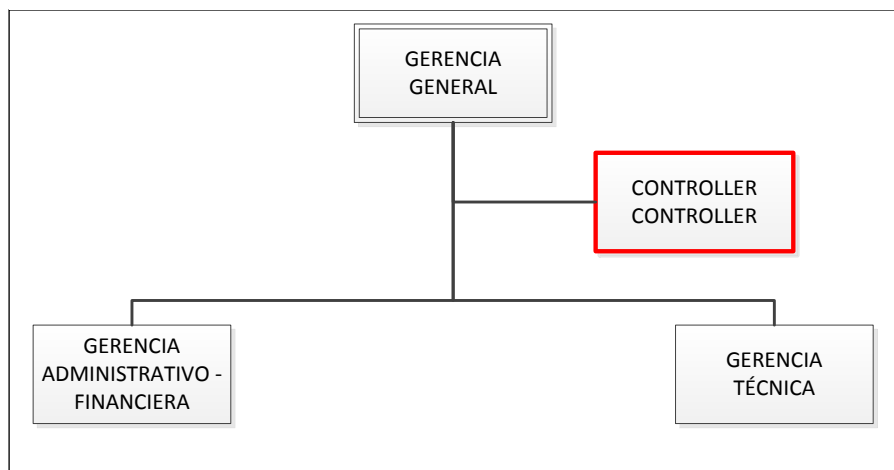 GERENCIA
GENERAL
CONTROLLER
CONTROLLER
GERENCIA
ADMINISTRATIVO -
FINANCIERA
GERENCIA
TÉCNICA